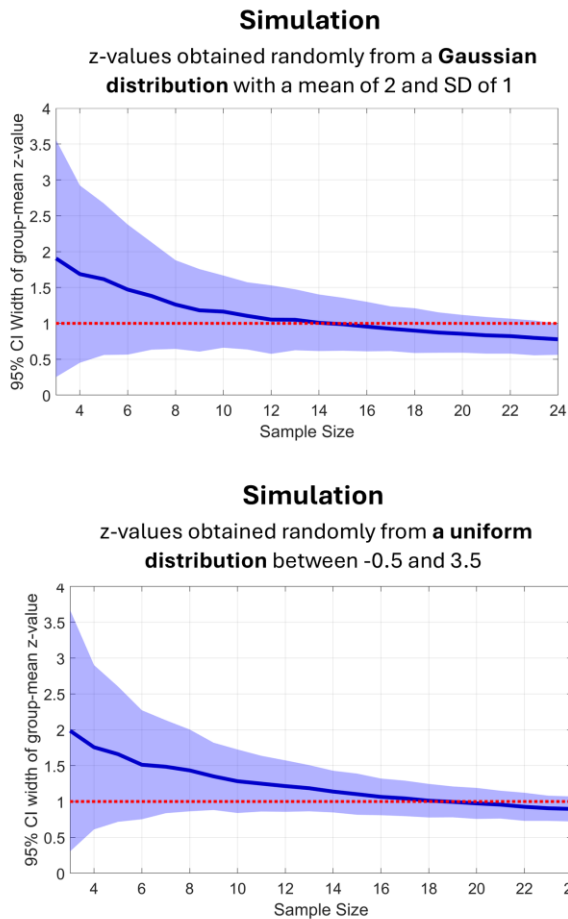 Simulation
z-values obtained randomly from a Gaussian
distribution with a mean of 2 and SD of 1
95% CI Width of group-mean z-value
4
3.5
3
2.5
2
1.5
1
0.5
0
4 6 8 10 12 14 16 18 20 22 24
Sample Size
Simulation
z-values obtained randomly from a uniform
distribution between -0.5 and 3.5
95% CI width of group-mean z-value
4
3.5
3
2.5
2
1.5
1
0.5
0
4 6 8 10 12 14 16 18 20 22 2
Sample Size